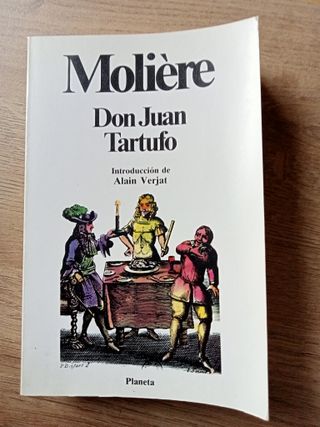 Molière
Don Juan
Tartufo
Introducción de
Alain Verjat
Planeta